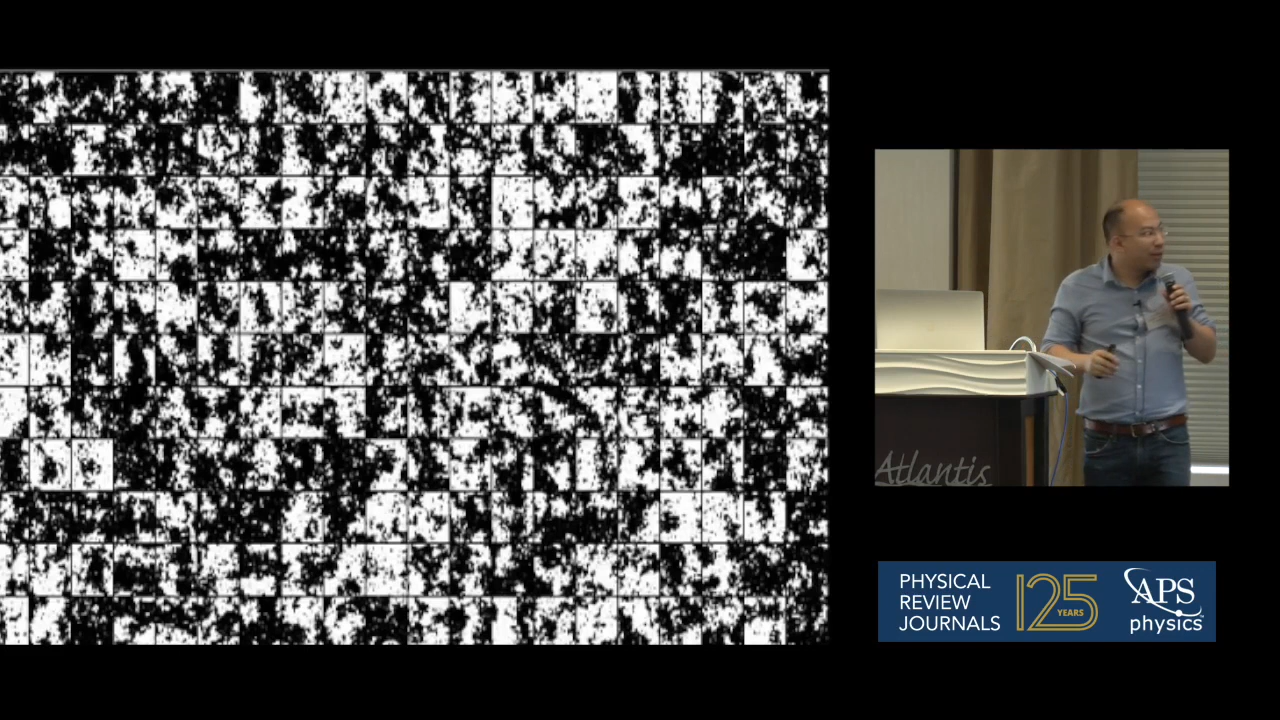 Atlantis
PHYSICAL
REVIEW
JOURNALS
125
YEARS
APS
physics